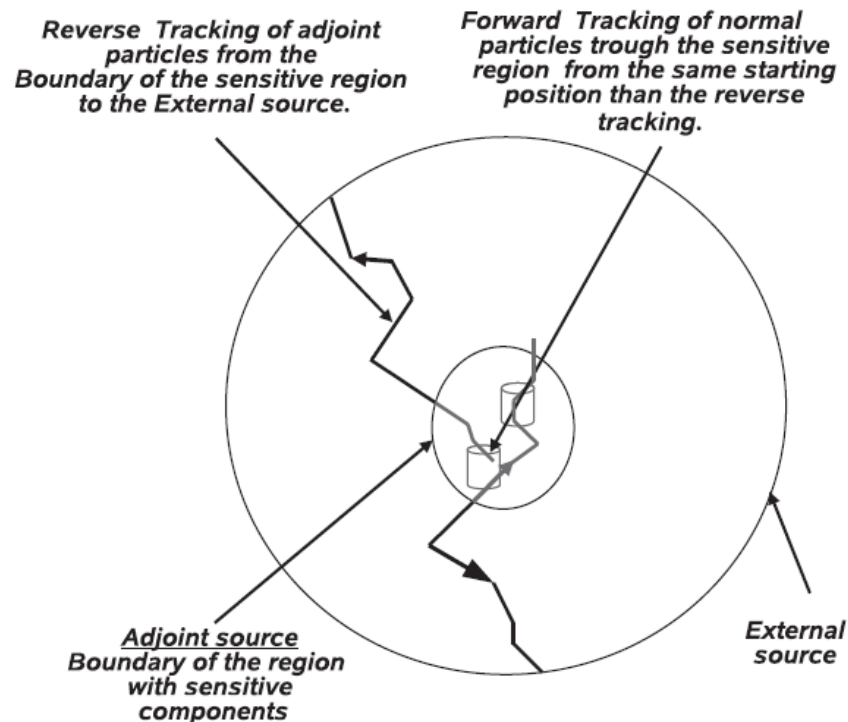 Reverse Tracking of adjoint
particles from the
Boundary of the sensitive region
to the External source.
Forward Tracking of normal
particles trough the sensitive
region from the same starting
position than the reverse
tracking.
Adjoint source
Boundary of the region
with sensitive
components
External
source